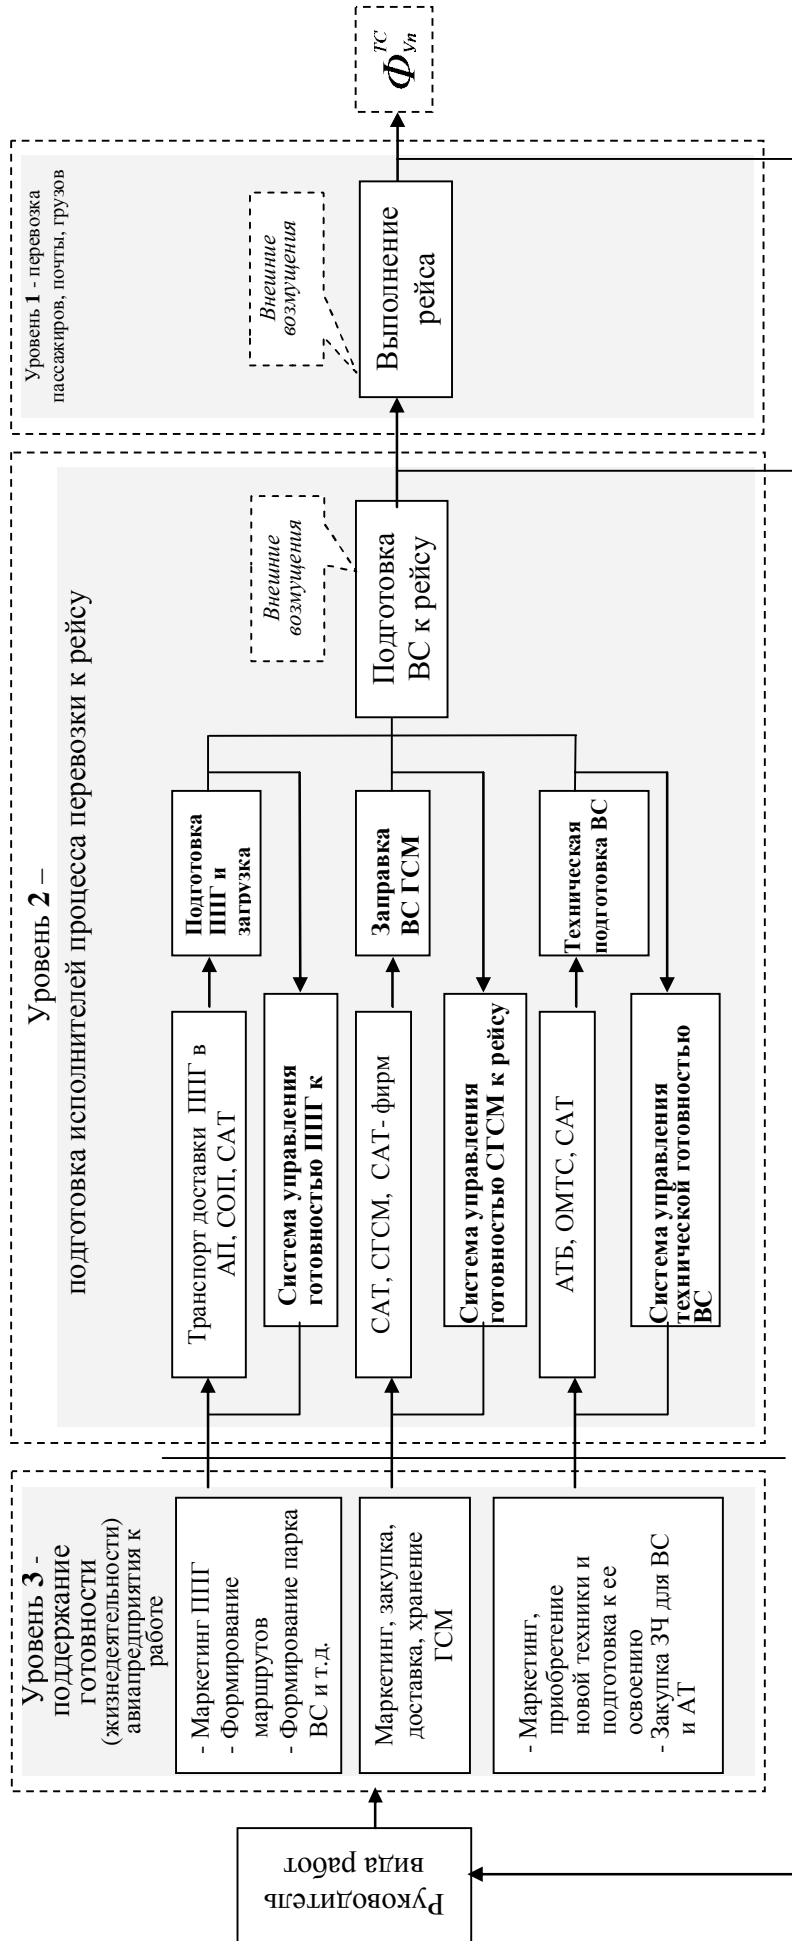 Руководитель
вида работ
Уровень 3 -
поддержание
готовности
(жизнедеятельности)
авиапредприятия к
работе
- Маркетинг ППГ
- Формирование
маршрутов
- Формирование парка
ВС и т.д.
Маркетинг, закупка,
доставка, хранение
ГСМ
- Маркетинг,
приобретение
новой техники и
подготовка к ее
освоению
- Закупка ЗЧ для ВС
и АТ
Уровень 2 –
подготовка исполнителей процесса перевозки к рейсу
Транспорт доставки ППГ в
АП, СОП, САТ
Система управления
готовностью ППГ к
САТ, СГСМ, САТ- фирм
Система управления
готовностью СГСМ к рейсу
АТБ, ОМТС, САТ
Система управления
технической готовностью
ВС
Подготовка
ППГ и
загрузка
Заправка
ВС ГСМ
Техническая
подготовка ВС
Внешние
возмущения
Подготовка
ВС к рейсу
Уровень 1 - перевозка
пассажиров, почты, грузов
Внешние
возмущения
Выполнение
рейса
Ф ТС Уп